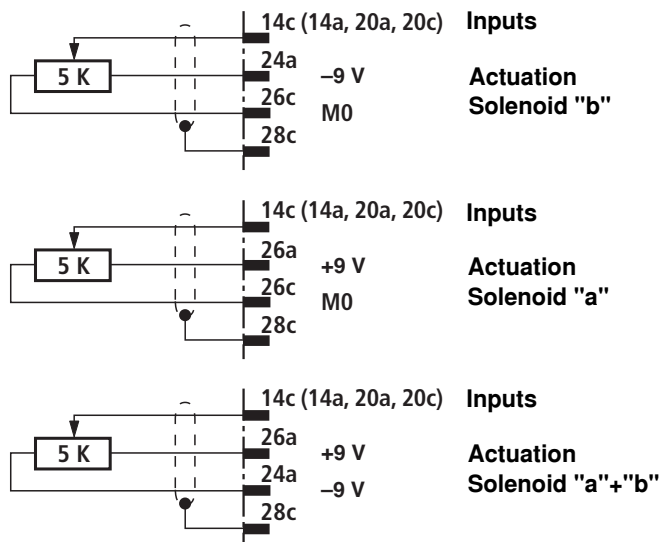 14c (14a, 20a, 20c) Inputs
24a
5 K –9 V Actuation
26c Solenoid "b"
M0
28c
14c (14a, 20a, 20c) Inputs
26a
5 K +9 V Actuation
26c Solenoid "a"
M0
28c
14c (14a, 20a, 20c) Inputs
26a
5 K +9 V Actuation
24a Solenoid "a"+"b"
–9 V
28c